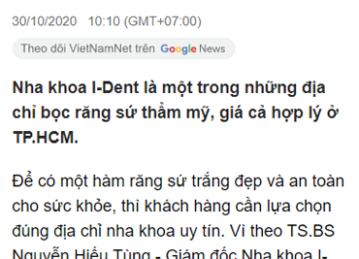 30/10/2020 10:10 (GMT+07:00)
Theo dõi VietNamNet trên Google News
Nha khoa I-Dent là một trong những địa
chỉ bọc răng sứ thẩm mỹ, giá cả hợp lý ở
TP.HCM.
Để có một hàm răng sứ trắng đẹp và an toàn
cho sức khỏe, thì khách hàng cần lựa chọn
đúng địa chỉ nha khoa uy tín. Vì theo TS.BS
Nguyễn Hiếu Tùng - Giám đốc Nha khoa I-